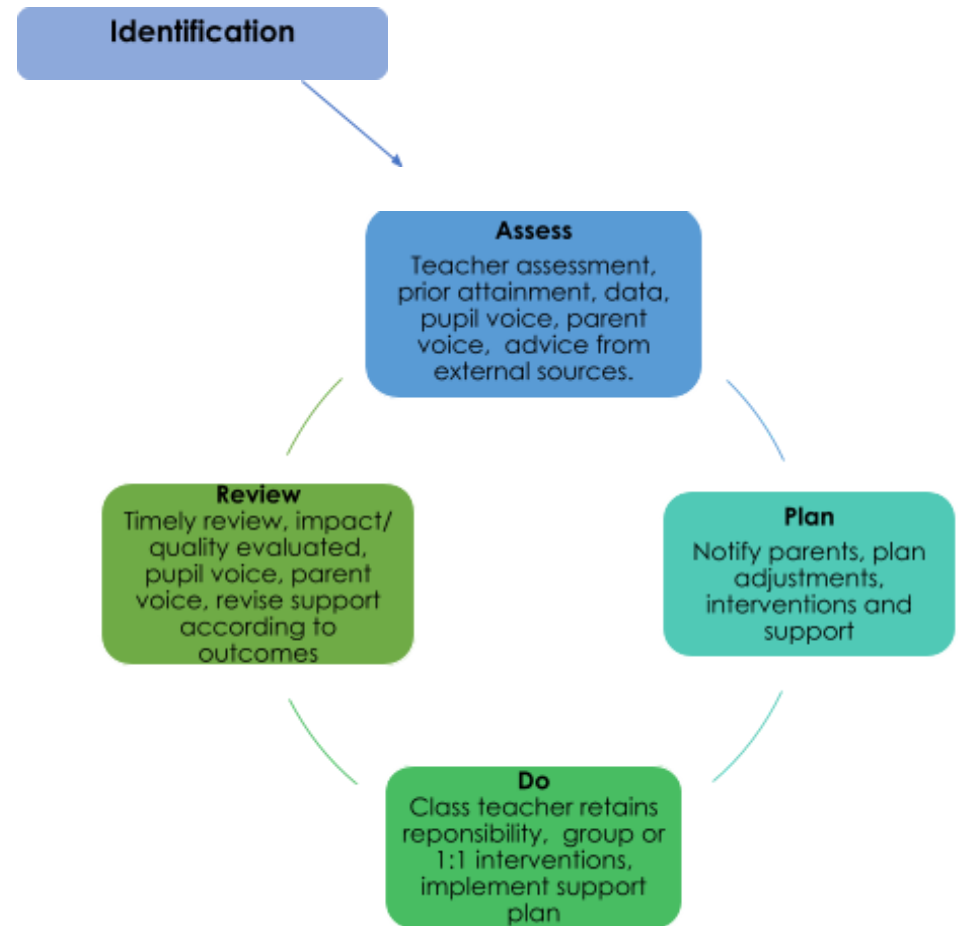 Identification
Assess
Teacher assessment,
prior attainment, data,
pupil voice, parent
voice,  advice from
external sources.
Plan
Notify parents, plan
adjustments,
interventions and
support
Do
Class teacher retains
reponsibility,  group or
1:1 interventions,
implement support
plan
Review
Timely review, impact/
quality evaluated,
pupil voice, parent
voice, revise support
according to
outcomes